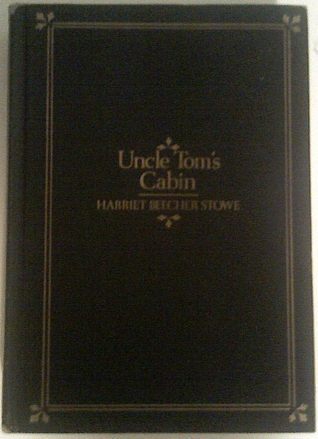 Uncle Tom's
Cabin
HARRIET BEECHER STOWE